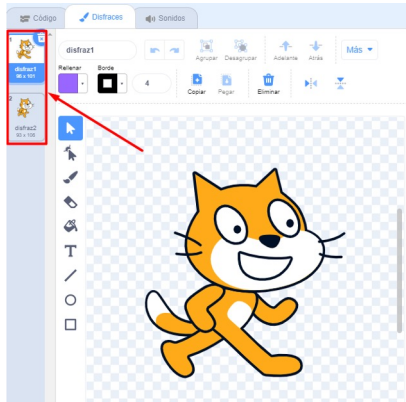 Código
Disfraces
Sonidos
1
disfraz1
96 x 101
2
disfraz2
93 x 106
disfraz1
Agrupar
Desagrupar
Adelante
Atrás
Más
Rellenar
Borde
4
Copiar
Pegar
Eliminar
T